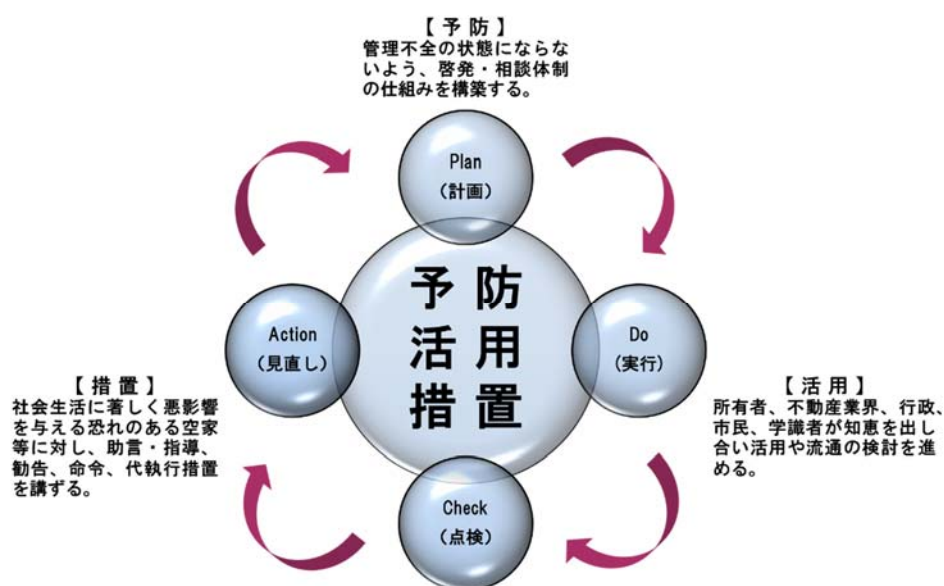 【 予 防 】
管理不全の状態にならな
いよう、啓発・相談体制
の仕組みを構築する。
Plan
（計画）
予 防
活 用
措 置
Action
（見直し）
Do
（実行）
【 措 置 】
社会生活に著しく悪影響
を与える恐れのある空家
等に対し、助言・指導、
勧告、命令、代執行措置
を講ずる。
【 活 用 】
所有者、不動産業界、行政、
市民、学識者が知恵を出し
合い活用や流通の検討を進
める。
Check
（点検）